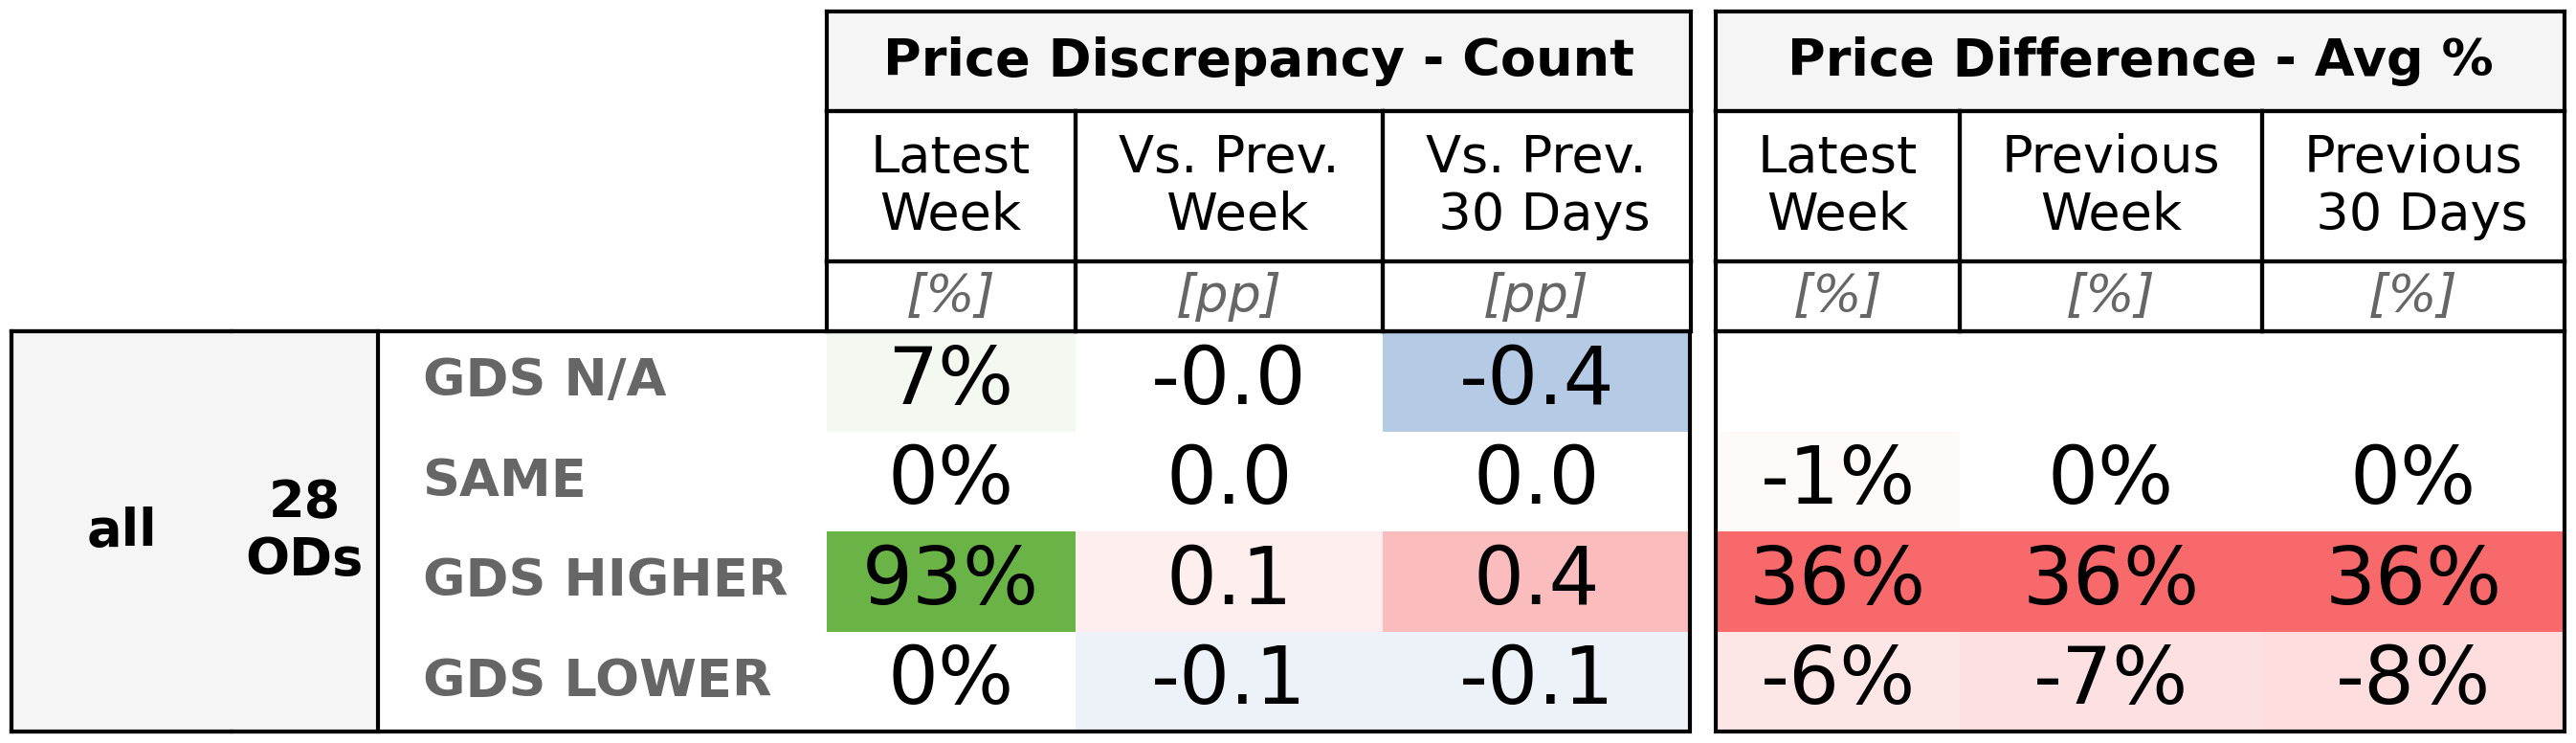 Price Discrepancy - Count Price Difference - Avg %
Latest Week Vs. Prev. Week Vs. Prev. 30 Days Latest Week Previous Week Previous 30 Days
[%] [pp] [pp] [%] [%] [%]
all 28 ODs
GDS N/A 7% -0.0 -0.4
SAME 0% 0.0 0.0 -1% 0% 0%
GDS HIGHER 93% 0.1 0.4 36% 36% 36%
GDS LOWER 0% -0.1 -0.1 -6% -7% -8%